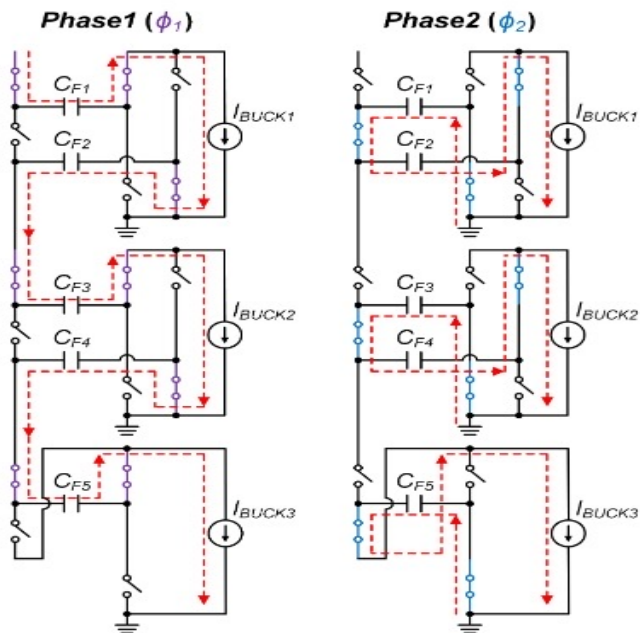 Phase1 (ϕ1) Phase2 (ϕ2)
CF1 IBUCK1 CF1 IBUCK1
CF2 CF2
CF3 IBUCK2 CF3 IBUCK2
CF4 CF4
CF5 IBUCK3 CF5 IBUCK3